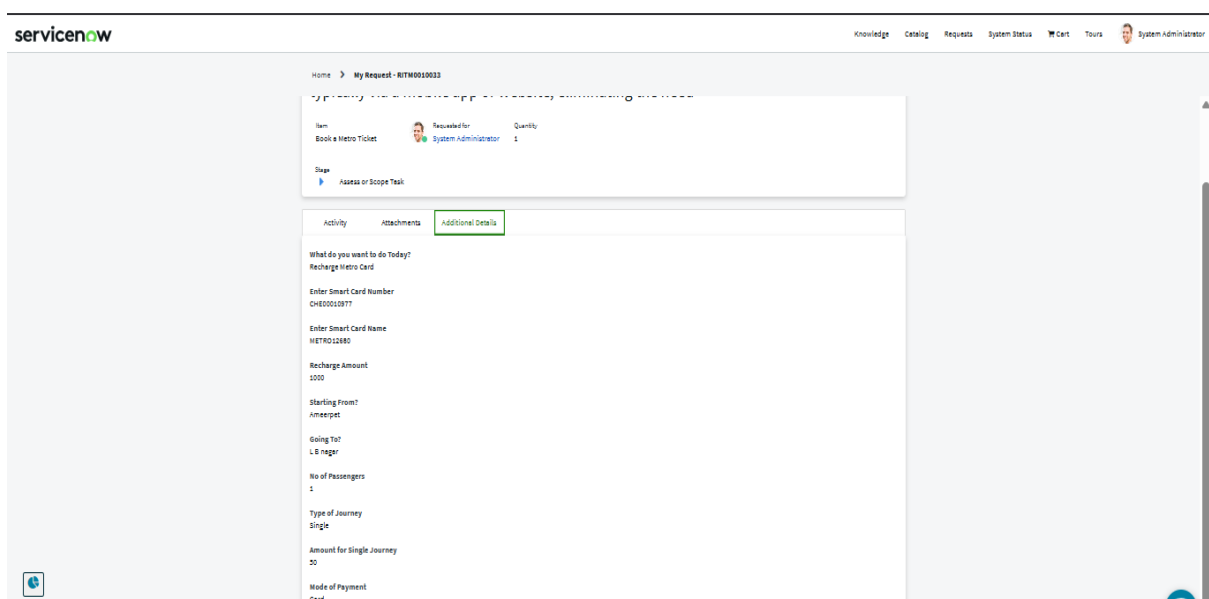 servicenow
Knowledge Catalog Requests System Status Cart Tours System Administrator
Home > My Request - RITM0010033
Item
Book a Metro Ticket
Requested for
System Administrator
Quantity
1
Stage
Assess or Scope Task
Activity Attachments Additional Details
What do you want to do Today?
Recharge Metro Card
Enter Smart Card Number
CHE00010977
Enter Smart Card Name
METRO12680
Recharge Amount
1000
Starting From?
Ameerpet
Going To?
L B nagar
No of Passengers
1
Type of Journey
Single
Amount for Single Journey
50
Mode of Payment
Card